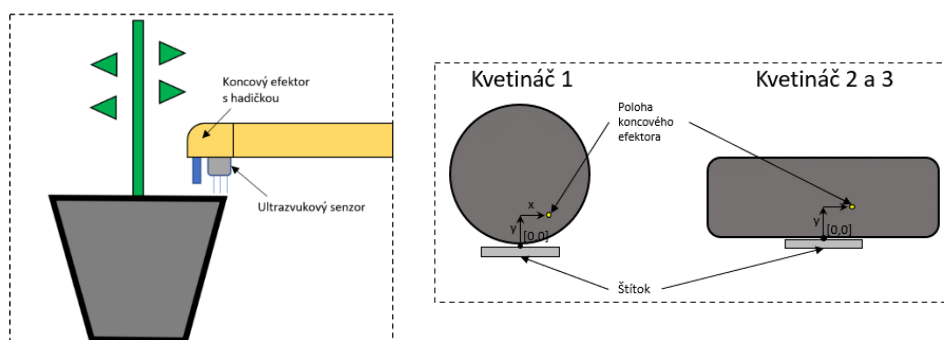 Koncový efektor
s hadičkou
Ultrazvukový senzor
Kvetináč 1
Kvetináč 2 a 3
Poloha
koncového
efektora
x
y
[0,0]
y
[0,0]
Štítok